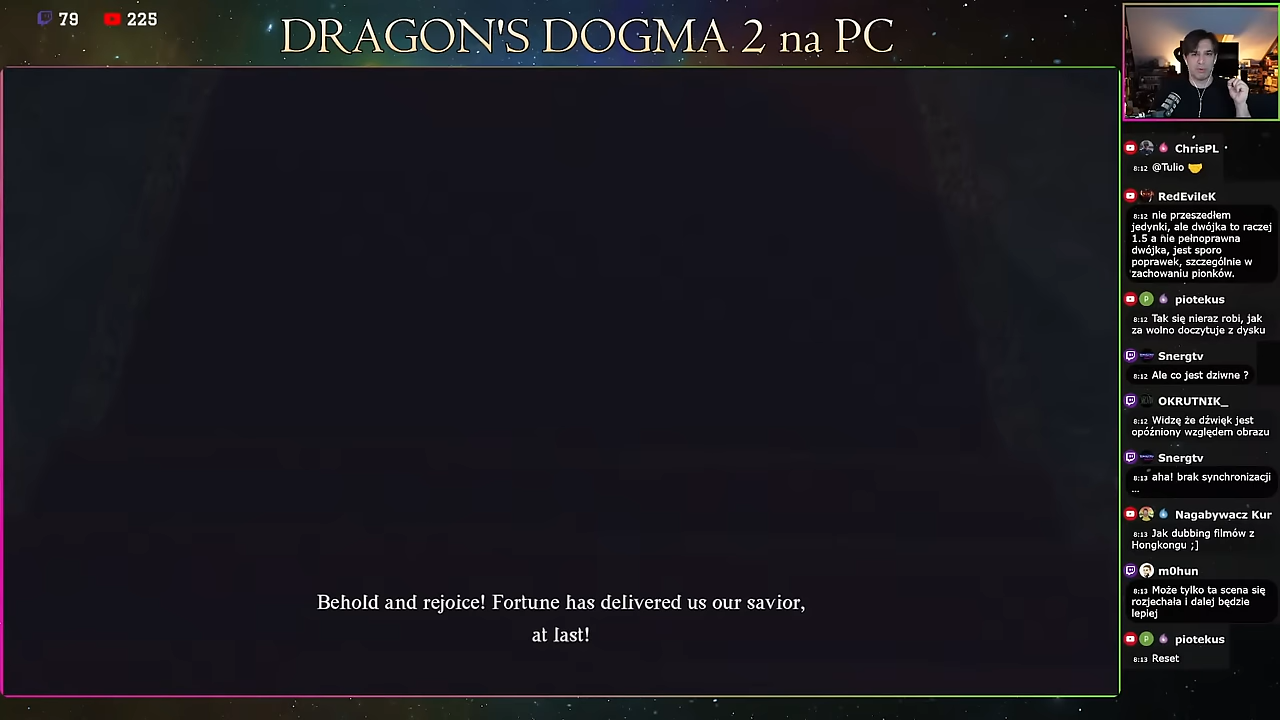 79 225
DRAGON'S DOGMA 2 na PC
Behold and rejoice! Fortune has delivered us our savior,
at last!
ChrisPL
8:12 @Tulio
RedEvileK
8:12 nie przeszedłem
jedynki, ale dwójka to raczej
1.5 a nie pełnoprawna
dwójka, jest sporo
poprawek, szczególnie w
zachowaniu pionków.
P piotekus
8:12 Tak się nieraz robi, jak
za wolno doczytuje z dysku
Snergtv
8:12 Ale co jest dziwne ?
OKRUTNIK_
8:12 Widzę że dźwięk jest
opóźniony względem obrazu
Snergtv
8:13 aha! brak synchronizacji
...
Nagabywacz Kur
8:13 Jak dubbing filmów z
Hongkongu ;]
m0hun
8:13 Może tylko ta scena się
rozjechała i dalej będzie
lepiej
P piotekus
8:13 Reset